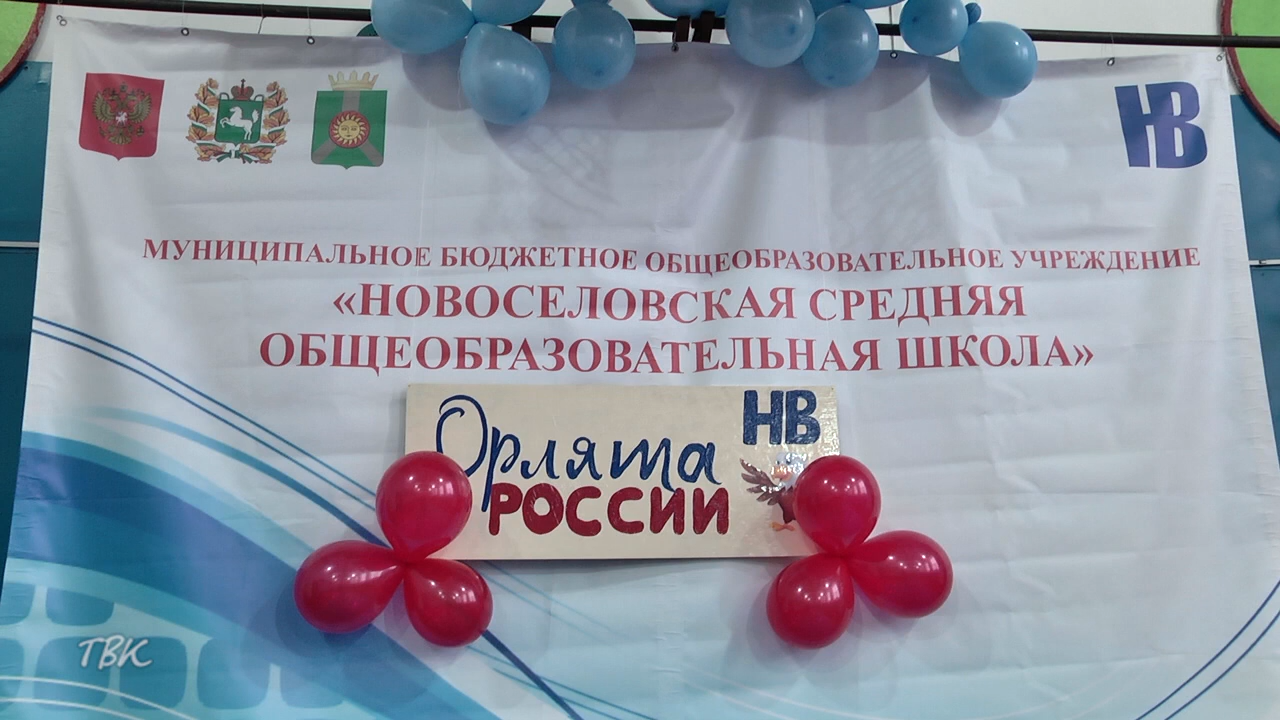 НВ
МУНИЦИПАЛЬНОЕ БЮДЖЕТНОЕ ОБЩЕОБРАЗОВАТЕЛЬНОЕ УЧРЕЖДЕНИЕ
«НОВОСЕЛОВСКАЯ СРЕДНЯЯ
ОБЩЕОБРАЗОВАТЕЛЬНАЯ ШКОЛА»
НВ
Орлята
РОССИИ
ТВК